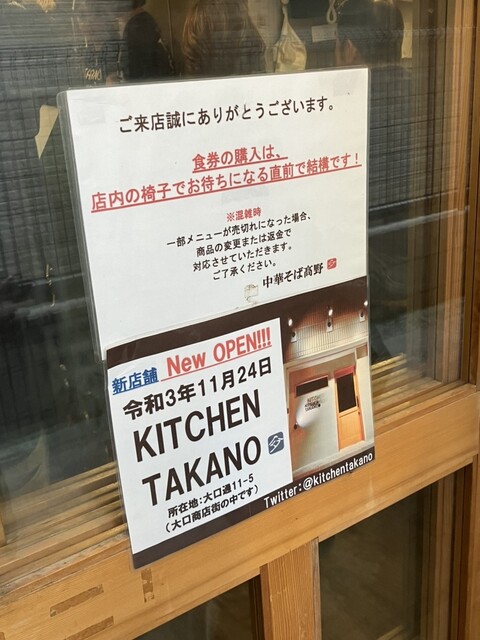 ご来店誠にありがとうございます。
食券の購入は、
店内の椅子でお待ちになる直前で結構です！
※混雑時
一部メニューが売切れになった場合、
商品の変更または返金で
対応させていただきます。
ご了承ください。
中華そば髙野
新店舗 New OPEN!!!
令和3年11月24日
KITCHEN
TAKANO
所在地:大口通11-5
(大口商店街の中です)
Twitter:@kitchentakano